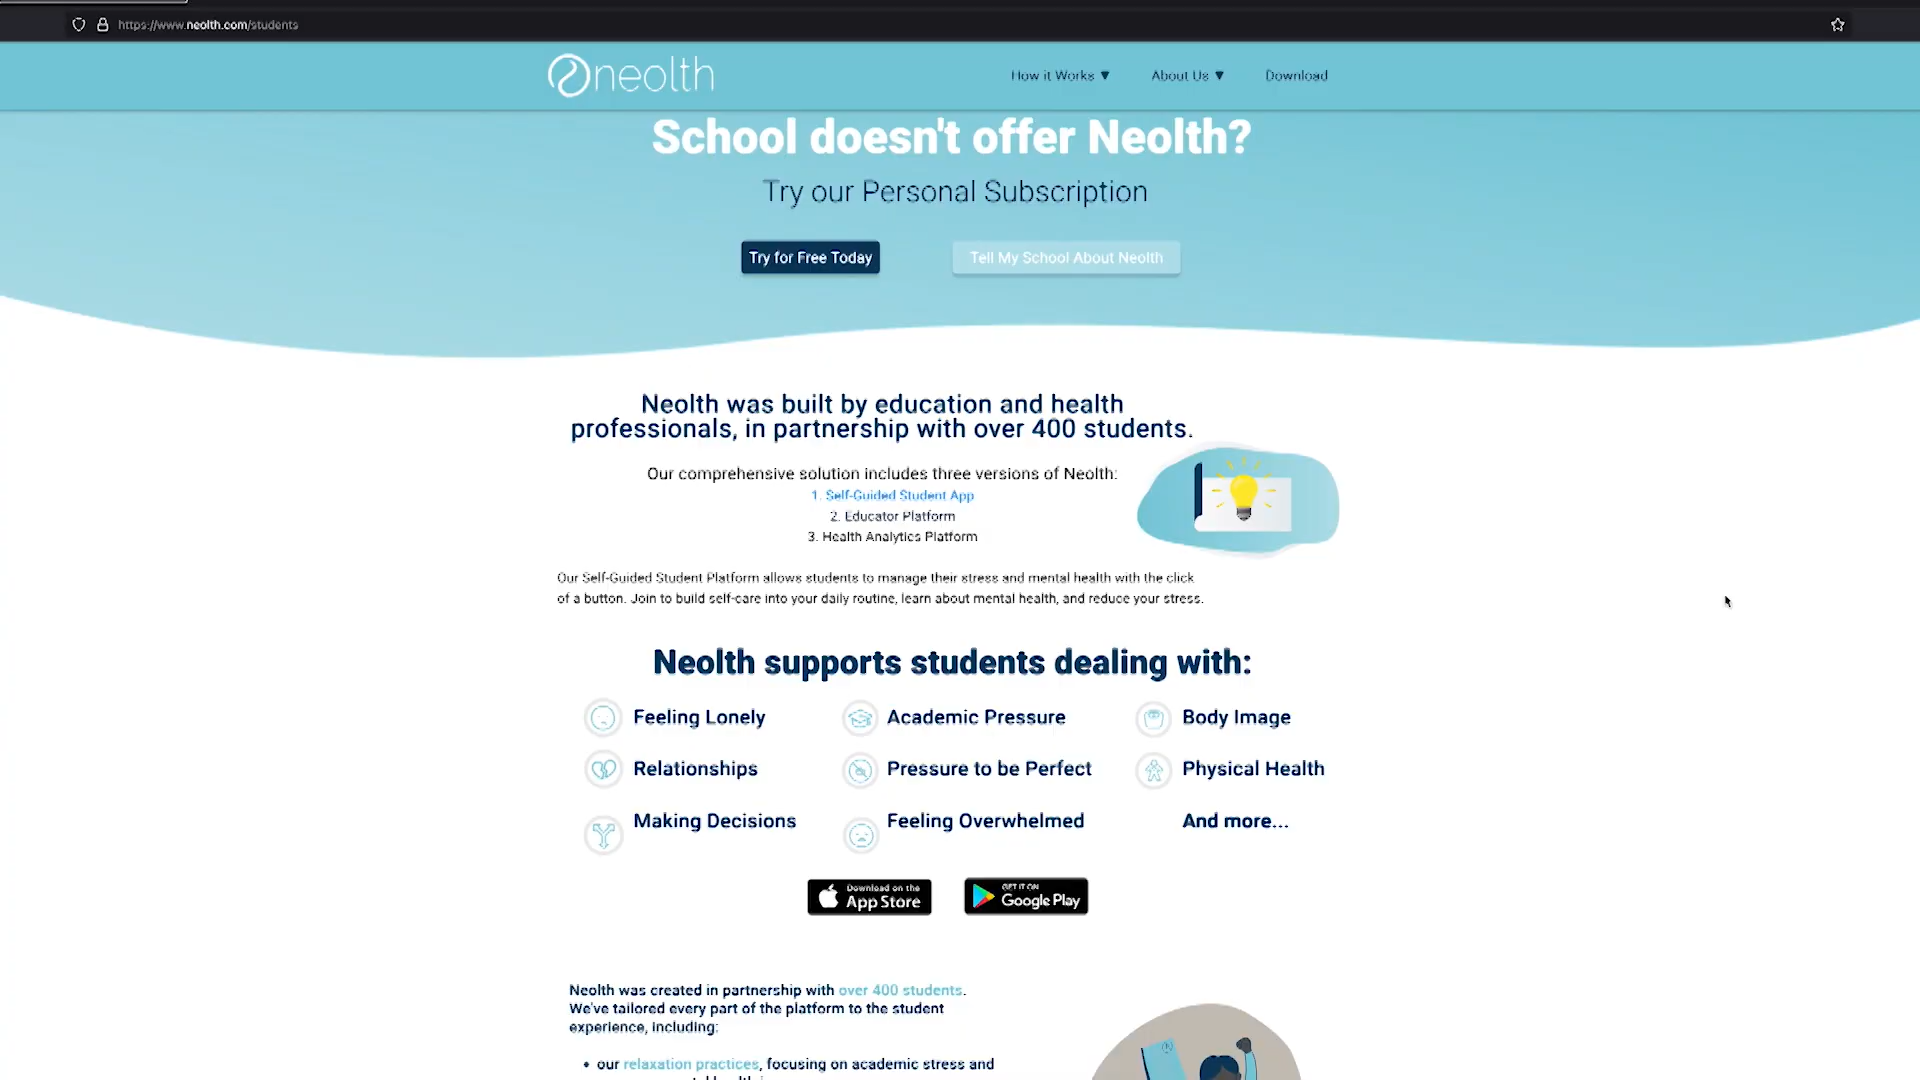 https://www.neolth.com/students
neolth
How it Works ▼
About Us ▼
Download
School doesn't offer Neolth?
Try our Personal Subscription
Try for Free Today
Tell My School About Neolth
Neolth was built by education and health
professionals, in partnership with over 400 students.
Our comprehensive solution includes three versions of Neolth:
1. Self-Guided Student App
2. Educator Platform
3. Health Analytics Platform
Our Self-Guided Student Platform allows students to manage their stress and mental health with the click
of a button. Join to build self-care into your daily routine, learn about mental health, and reduce your stress.
Neolth supports students dealing with:
Feeling Lonely
Academic Pressure
Body Image
Relationships
Pressure to be Perfect
Physical Health
Making Decisions
Feeling Overwhelmed
And more...
Download on the
App Store
GET IT ON
Google Play
Neolth was created in partnership with over 400 students.
We've tailored every part of the platform to the student
experience, including:
• our relaxation practices, focusing on academic stress and